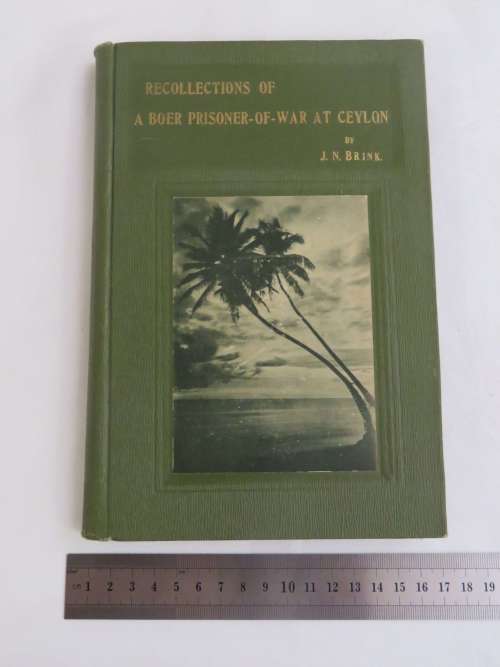 RECOLLECTIONS OF
A BOER PRISONER-OF-WAR AT CEYLON
BY
J. N. BRINK.
1 2 3 4 5 6 7 8 9 10 11 12 13 14 15 16 17 18 19